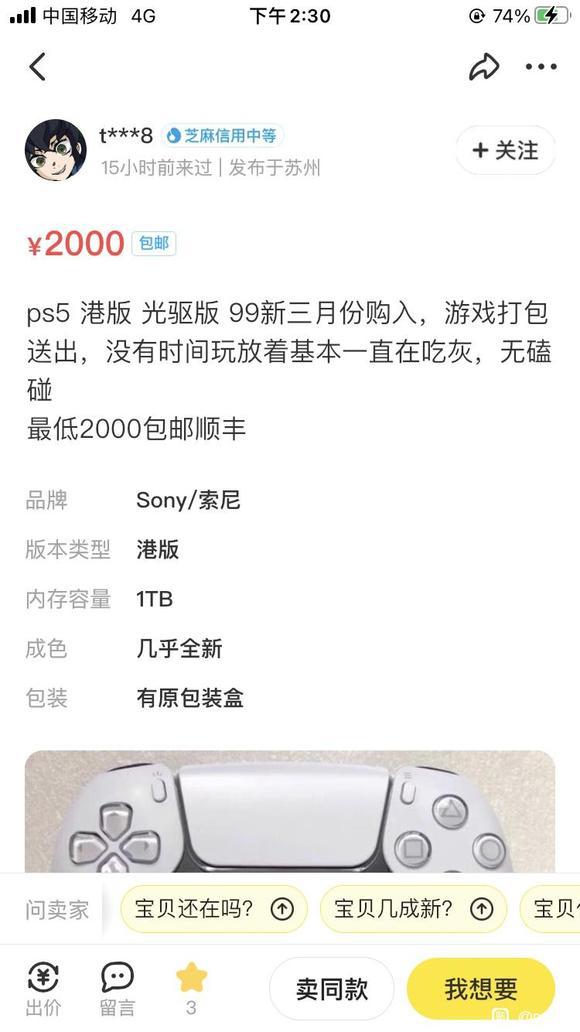 中国移动 4G 下午2:30 74%
t***8 芝麻信用中等
+ 关注
15小时前来过 | 发布于苏州
¥2000 包邮
ps5 港版 光驱版 99新三月份购入，游戏打包
送出，没有时间玩放着基本一直在吃灰，无磕
碰
最低2000包邮顺丰
品牌 Sony/索尼
版本类型 港版
内存容量 1TB
成色 几乎全新
包装 有原包装盒
问卖家 宝贝还在吗？ 宝贝几成新？ 宝贝
出价 留言 3 卖同款 我想要